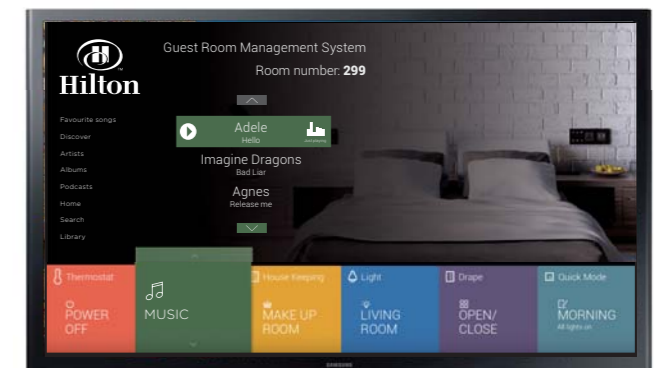 Hilton
Guest Room Management System
Room number: 299
Favourite songs
Discover
Artists
Albums
Podcasts
Home
Search
Library
Adele
Hello
Imagine Dragons
Bad Liar
Agnes
Release me
Thermostat
POWER
OFF
MUSIC
House Keeping
MAKE UP
ROOM
Light
LIVING
ROOM
Drape
OPEN/
CLOSE
Quick Mode
MORNING
All lights on
SAMSUNG